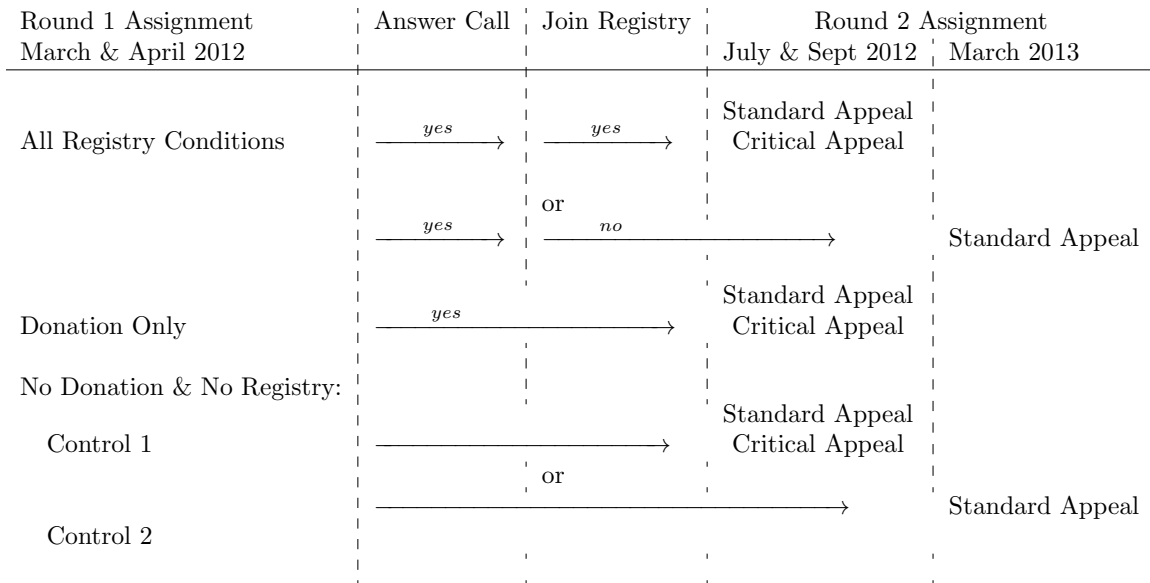 Round 1 Assignment Answer Call Join Registry Round 2 Assignment
March & April 2012 July & Sept 2012 March 2013
Standard Appeal
All Registry Conditions yes yes Critical Appeal
or
yes no Standard Appeal
Standard Appeal
Donation Only yes Critical Appeal
No Donation & No Registry:
Standard Appeal
Control 1 Critical Appeal
or
Standard Appeal
Control 2